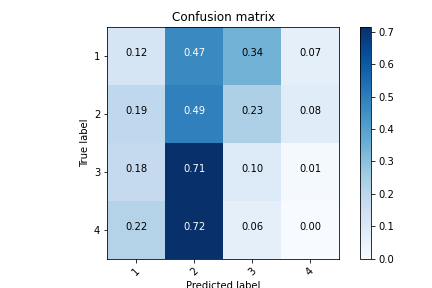 Confusion matrix
True label
1 0.12 0.47 0.34 0.07
2 0.19 0.49 0.23 0.08
3 0.18 0.71 0.10 0.01
4 0.22 0.72 0.06 0.00
1 2 3 4
Predicted label
0.7
0.6
0.5
0.4
0.3
0.2
0.1
0.0